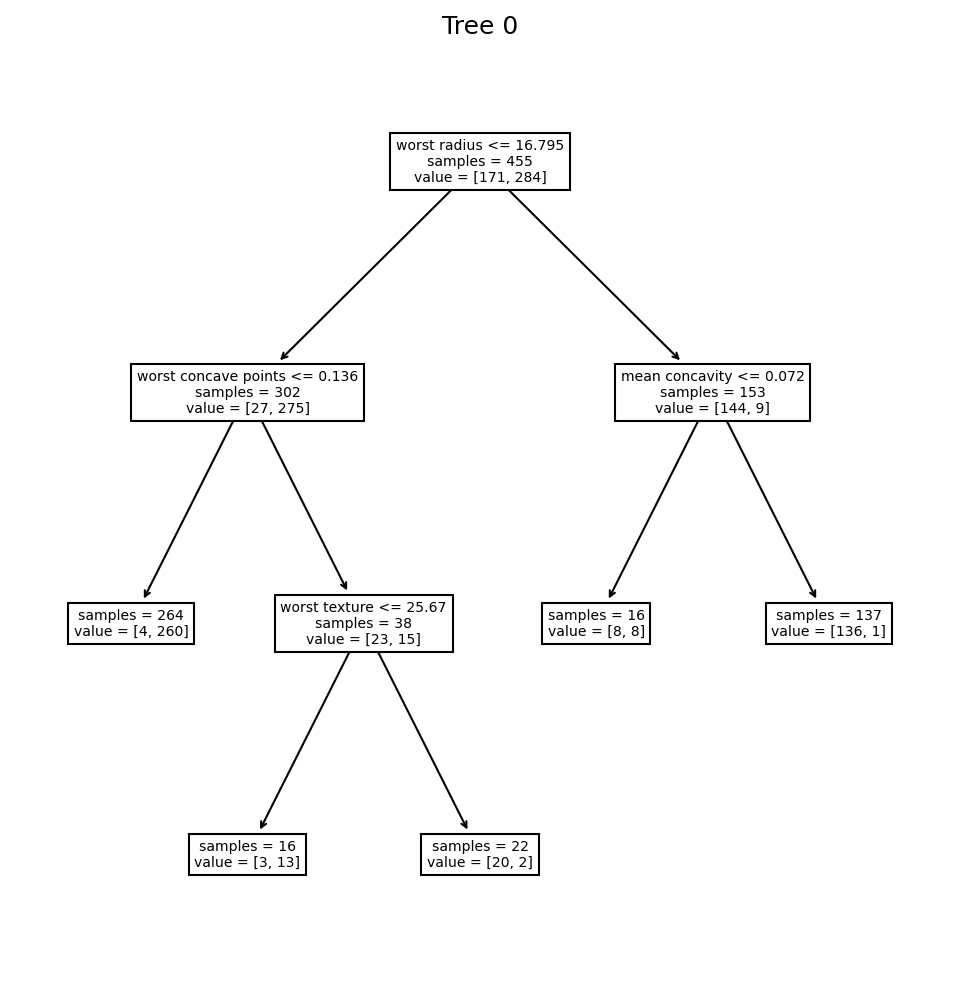 Tree 0
worst radius <= 16.795
samples = 455
value = [171, 284]
worst concave points <= 0.136
samples = 302
value = [27, 275]
mean concavity <= 0.072
samples = 153
value = [144, 9]
samples = 264
value = [4, 260]
worst texture <= 25.67
samples = 38
value = [23, 15]
samples = 16
value = [8, 8]
samples = 137
value = [136, 1]
samples = 16
value = [3, 13]
samples = 22
value = [20, 2]